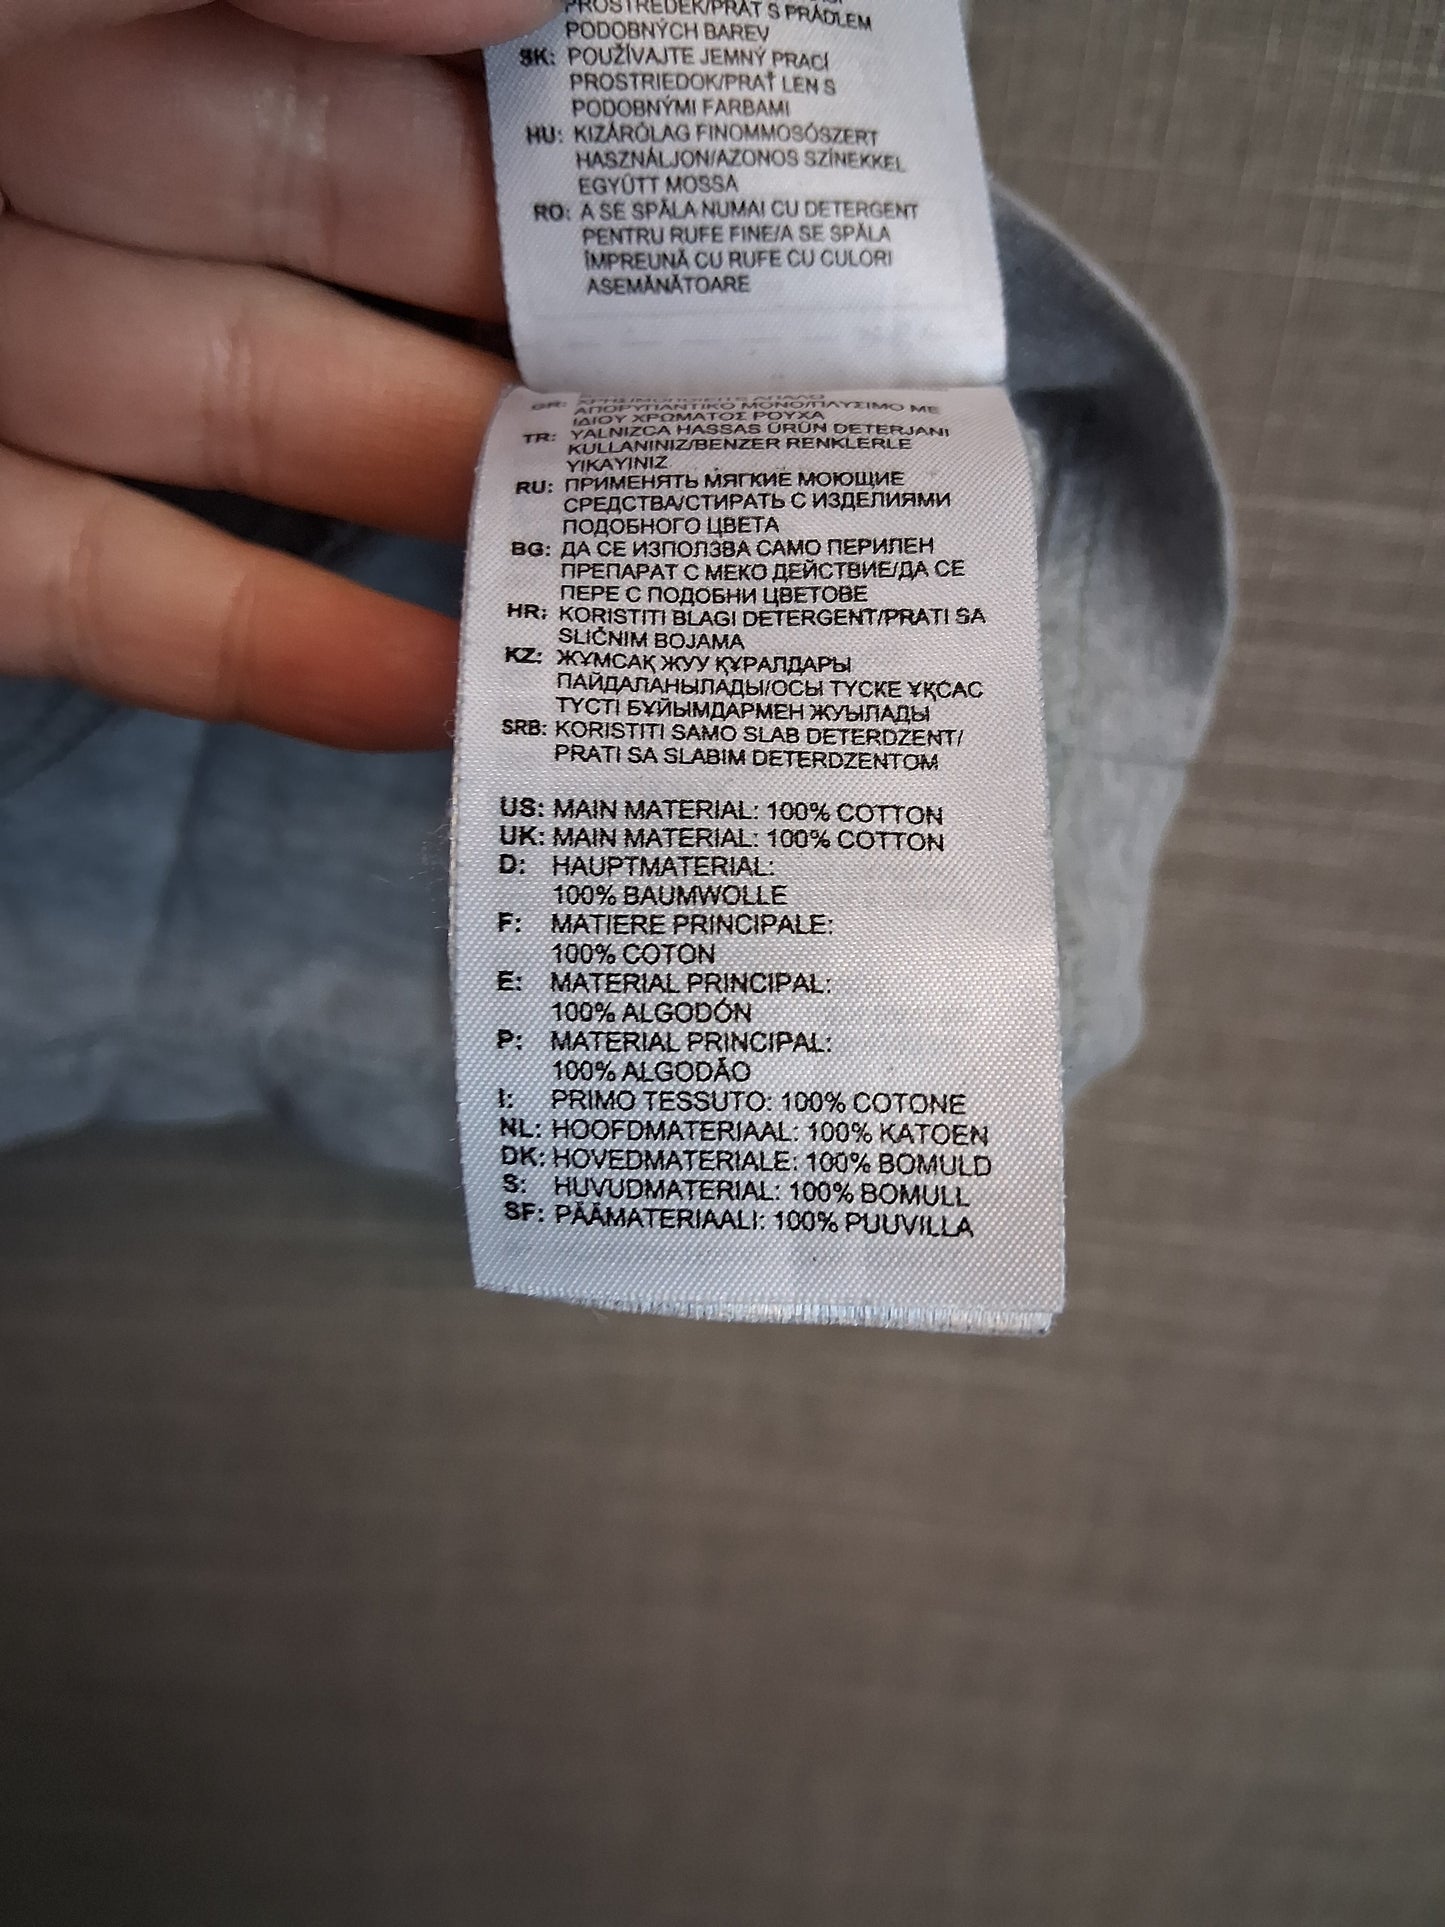 PROSTŘEDEK/PRÁT S PRÁDLEM
PODOBNÝCH BAREV
SK: POUŽÍVAJTE JEMNÝ PRACÍ
PROSTRIEDOK/PRAŤ LEN S
PODOBNÝMI FARBAMI
HU: KIZÁRÓLAG FINOMMOSÓSZERT
HASZNÁLJON/AZONOS SZÍNEKKEL
EGYÜTT MOSSA
RO: A SE SPĂLA NUMAI CU DETERGENT
PENTRU RUFE FINE/A SE SPĂLA
ÎMPREUNĂ CU RUFE CU CULORI
ASEMĂNĂTOARE
GR: ΧΡΗΣΙΜΟΠΟΙΕΙΤΕ ΑΠΑΛΟ
ΑΠΟΡΥΠΑΝΤΙΚΟ ΜΟΝΟ/ΠΛΥΣΙΜΟ ΜΕ
ΙΔΙΟΥ ΧΡΩΜΑΤΟΣ ΡΟΥΧΑ
TR: YALNIZCA HASSAS ÜRÜN DETERJANI
KULLANINIZ/BENZER RENKLERLE
YIKAYINIZ
RU: ПРИМЕНЯТЬ МЯГКИЕ МОЮЩИЕ
СРЕДСТВА/СТИРАТЬ С ИЗДЕЛИЯМИ
ПОДОБНОГО ЦВЕТА
BG: ДА СЕ ИЗПОЛЗВА САМО ПЕРИЛЕН
ПРЕПАРАТ С МЕКО ДЕЙСТВИЕ/ДА СЕ
ПЕРЕ С ПОДОБНИ ЦВЕТОВЕ
HR: KORISTITI BLAGI DETERGENT/PRATI SA
SLIČNIM BOJAMA
KZ: ЖҰМСАҚ ЖУУ ҚҰРАЛДАРЫ
ПАЙДАЛАНЫЛАДЫ/ОСЫ ТҮСКЕ ҰҚСАС
ТҮСТІ БҰЙЫМДАРМЕН ЖУЫЛАДЫ
SRB: KORISTITI SAMO SLAB DETERDZENT/
PRATI SA SLABIM DETERDZENTOM
US: MAIN MATERIAL: 100% COTTON
UK: MAIN MATERIAL: 100% COTTON
D: HAUPTMATERIAL:
100% BAUMWOLLE
F: MATIERE PRINCIPALE:
100% COTON
E: MATERIAL PRINCIPAL:
100% ALGODÓN
P: MATERIAL PRINCIPAL:
100% ALGODÃO
I: PRIMO TESSUTO: 100% COTONE
NL: HOOFDMATERIAAL: 100% KATOEN
DK: HOVEDMATERIALE: 100% BOMULD
S: HUVUDMATERIAL: 100% BOMULL
SF: PÄÄMATERIAALI: 100% PUUVILLA